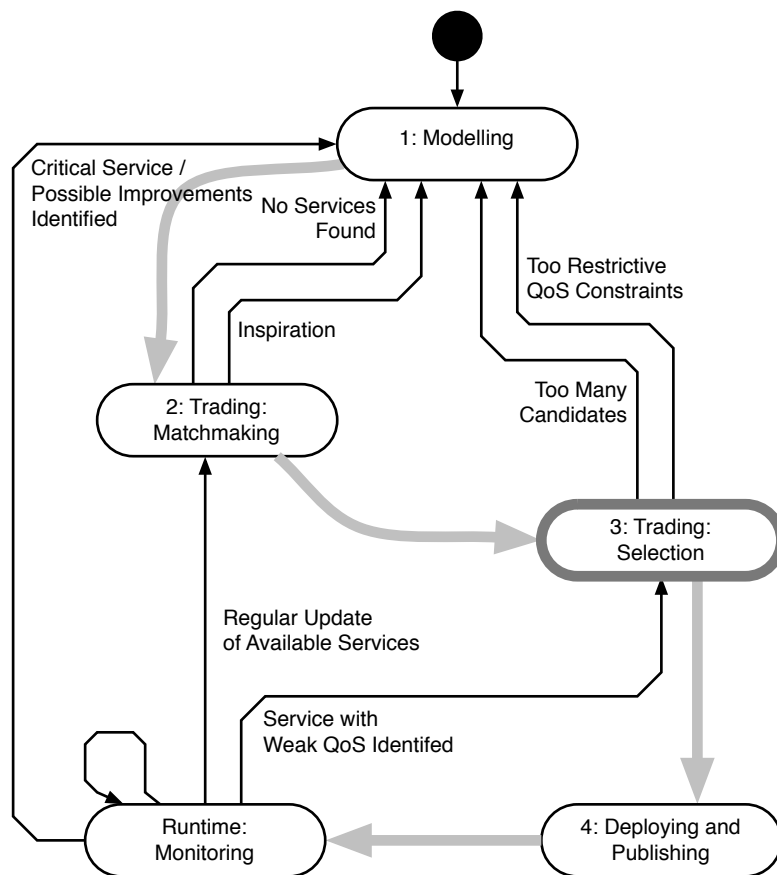 1: Modelling
Critical Service /
Possible Improvements
Identified
No Services
Found
Too Restrictive
QoS Constraints
Inspiration
Too Many
Candidates
2: Trading:
Matchmaking
3: Trading:
Selection
Regular Update
of Available Services
Service with
Weak QoS Identifed
Runtime:
Monitoring
4: Deploying and
Publishing